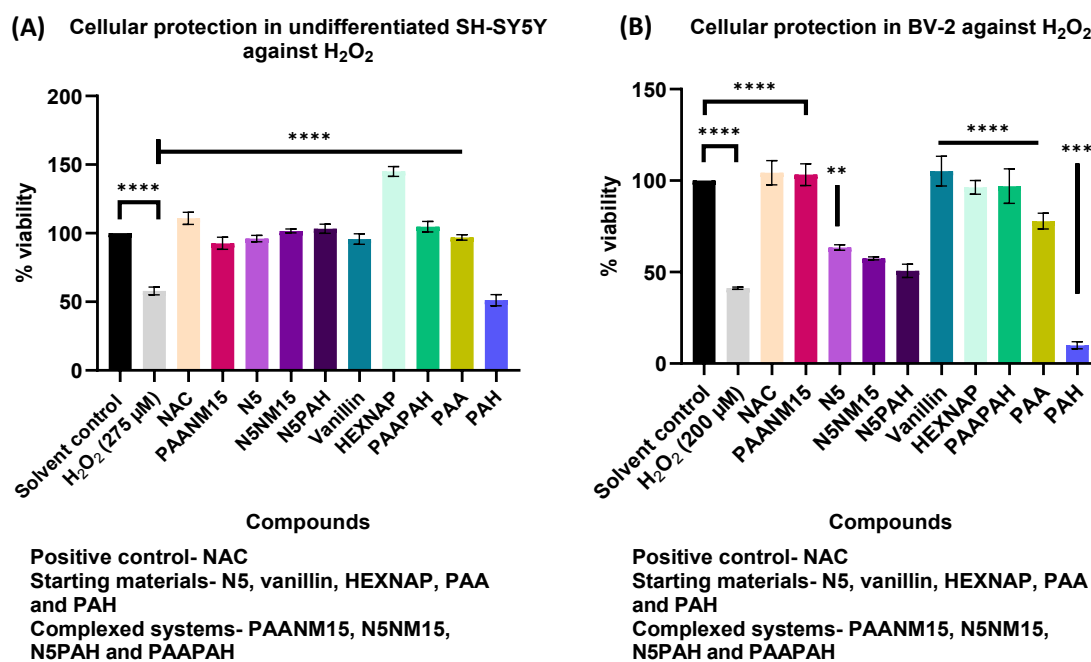 (A) Cellular protection in undifferentiated SH-SY5Y
against H₂O₂
% viability
200
150
100
50
0
****
****
Solvent control
H₂O₂ (275 µM)
NAC
PAANM15
N5
N5NM15
N5PAH
Vanillin
HEXNAP
PAAPAH
PAA
PAH
Compounds
Positive control- NAC
Starting materials- N5, vanillin, HEXNAP, PAA
and PAH
Complexed systems- PAANM15, N5NM15,
N5PAH and PAAPAH
(B) Cellular protection in BV-2 against H₂O₂
% viability
150
100
50
0
****
****
**
****
***
Solvent control
H₂O₂ (200 µM)
NAC
PAANM15
N5
N5NM15
N5PAH
Vanillin
HEXNAP
PAAPAH
PAA
PAH
Compounds
Positive control- NAC
Starting materials- N5, vanillin, HEXNAP, PAA
and PAH
Complexed systems- PAANM15, N5NM15,
N5PAH and PAAPAH